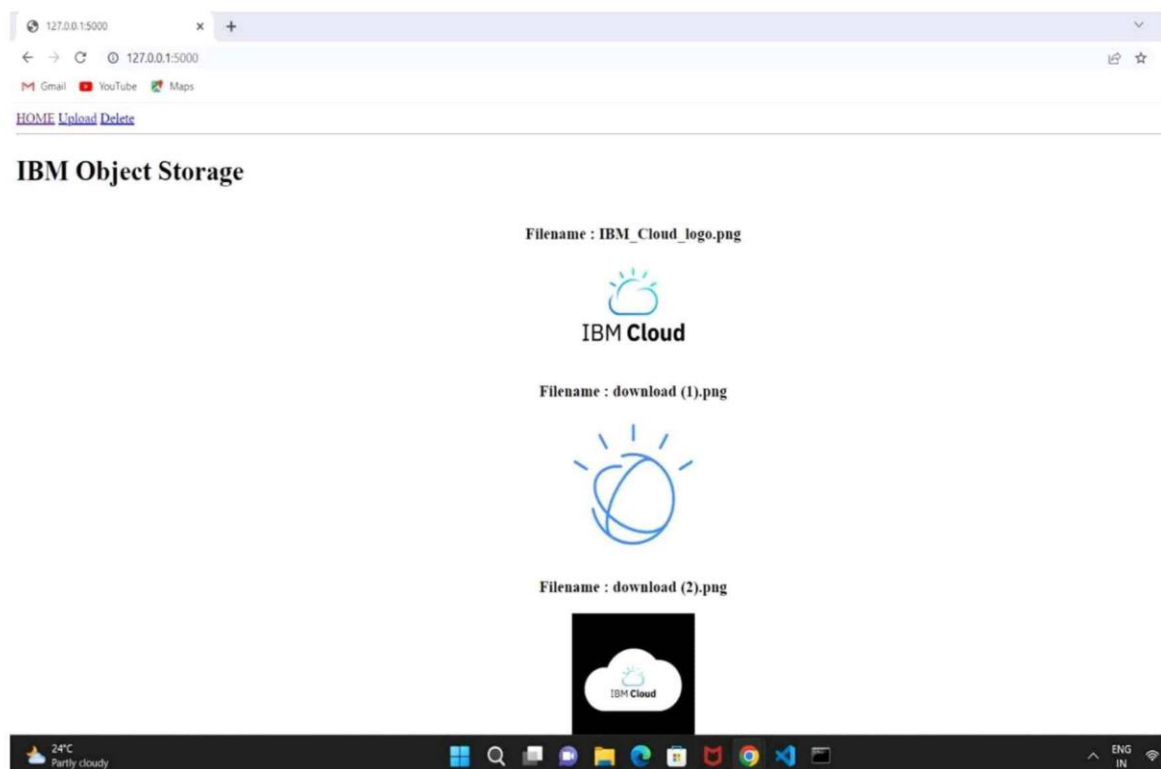 127.0.0.1:5000
127.0.0.1:5000
Gmail YouTube Maps
HOME Upload Delete
IBM Object Storage
Filename : IBM_Cloud_logo.png
IBM Cloud
Filename : download (1).png
Filename : download (2).png
IBM Cloud
24°C
Partly cloudy
ENG
IN